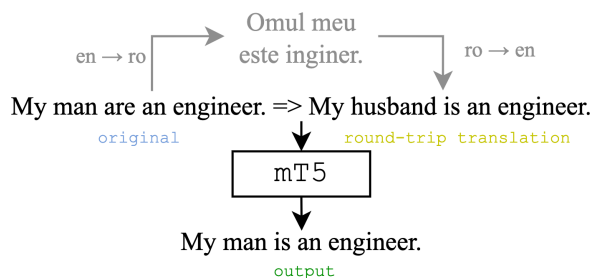 Omul meu
este inginer.
en → ro
ro → en
My man are an engineer. => My husband is an engineer.
original
round-trip translation
mT5
My man is an engineer.
output